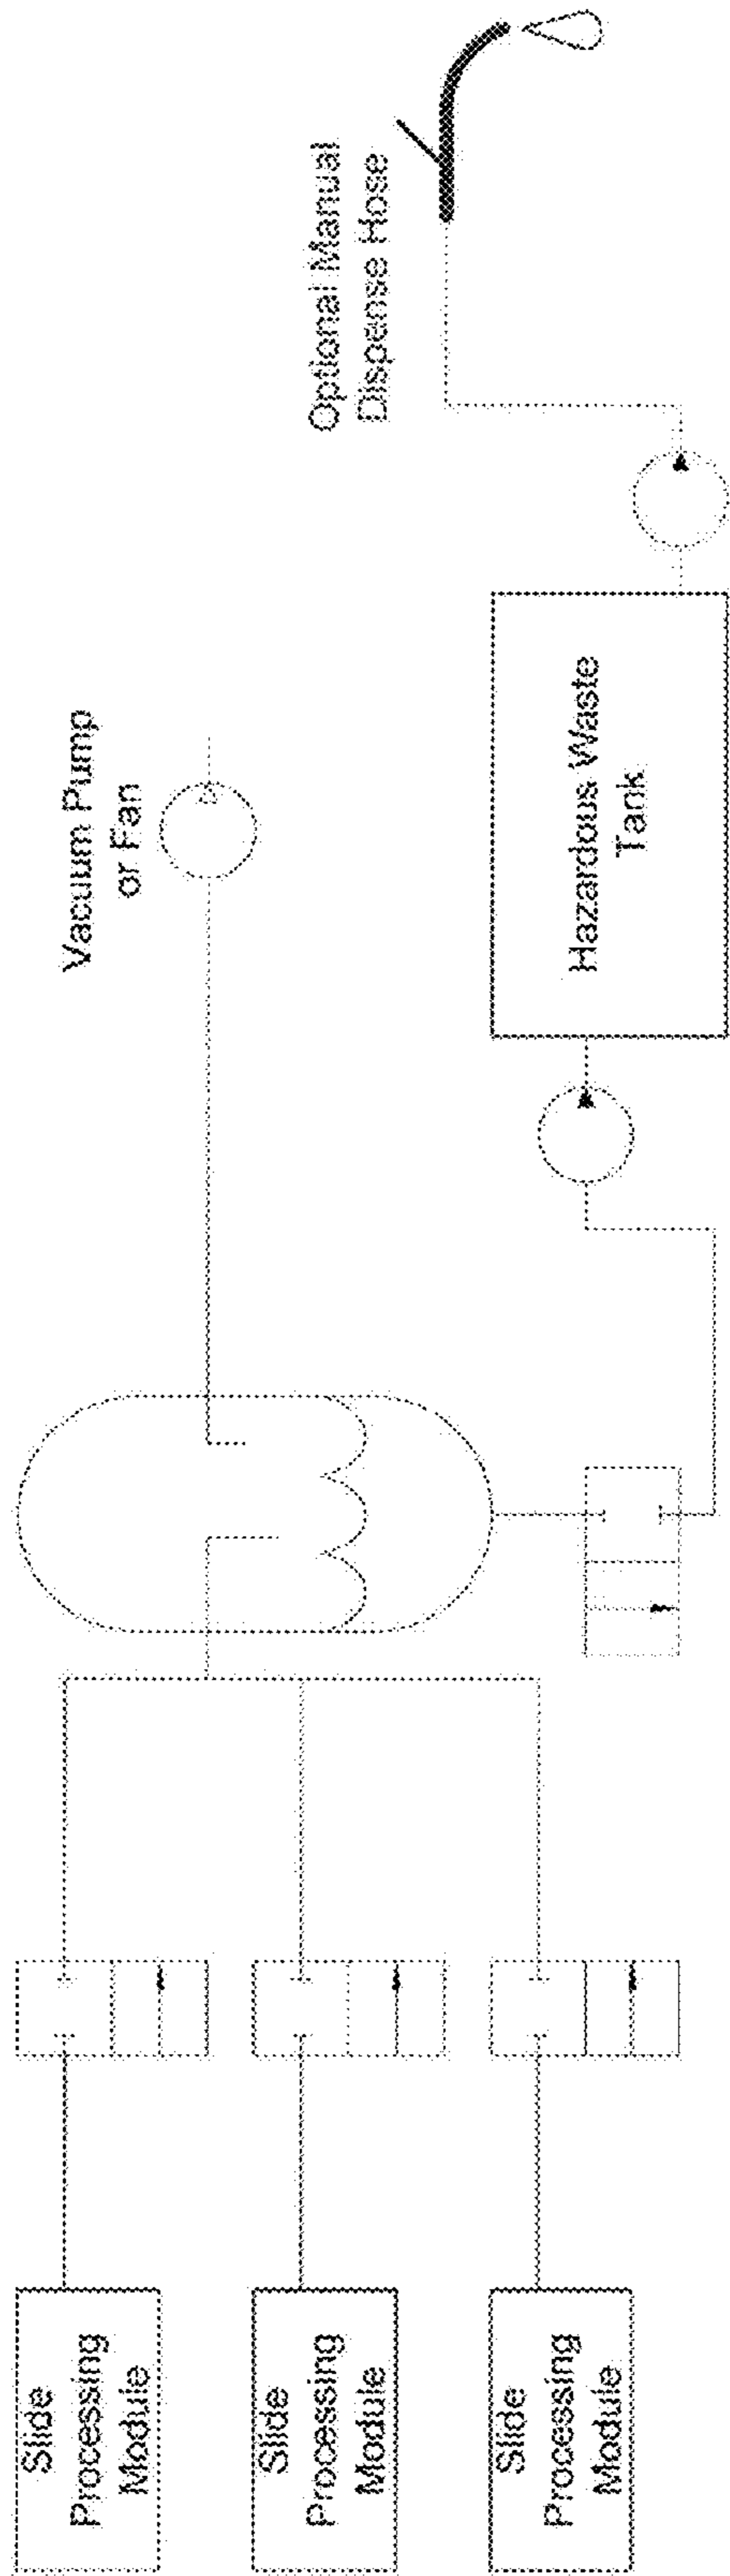 Slide
Processing
Module
Slide
Processing
Module
Slide
Processing
Module
Vacuum Pump
or Fan
Hazardous Waste
Tank
Optional Manual
Dispense Hose